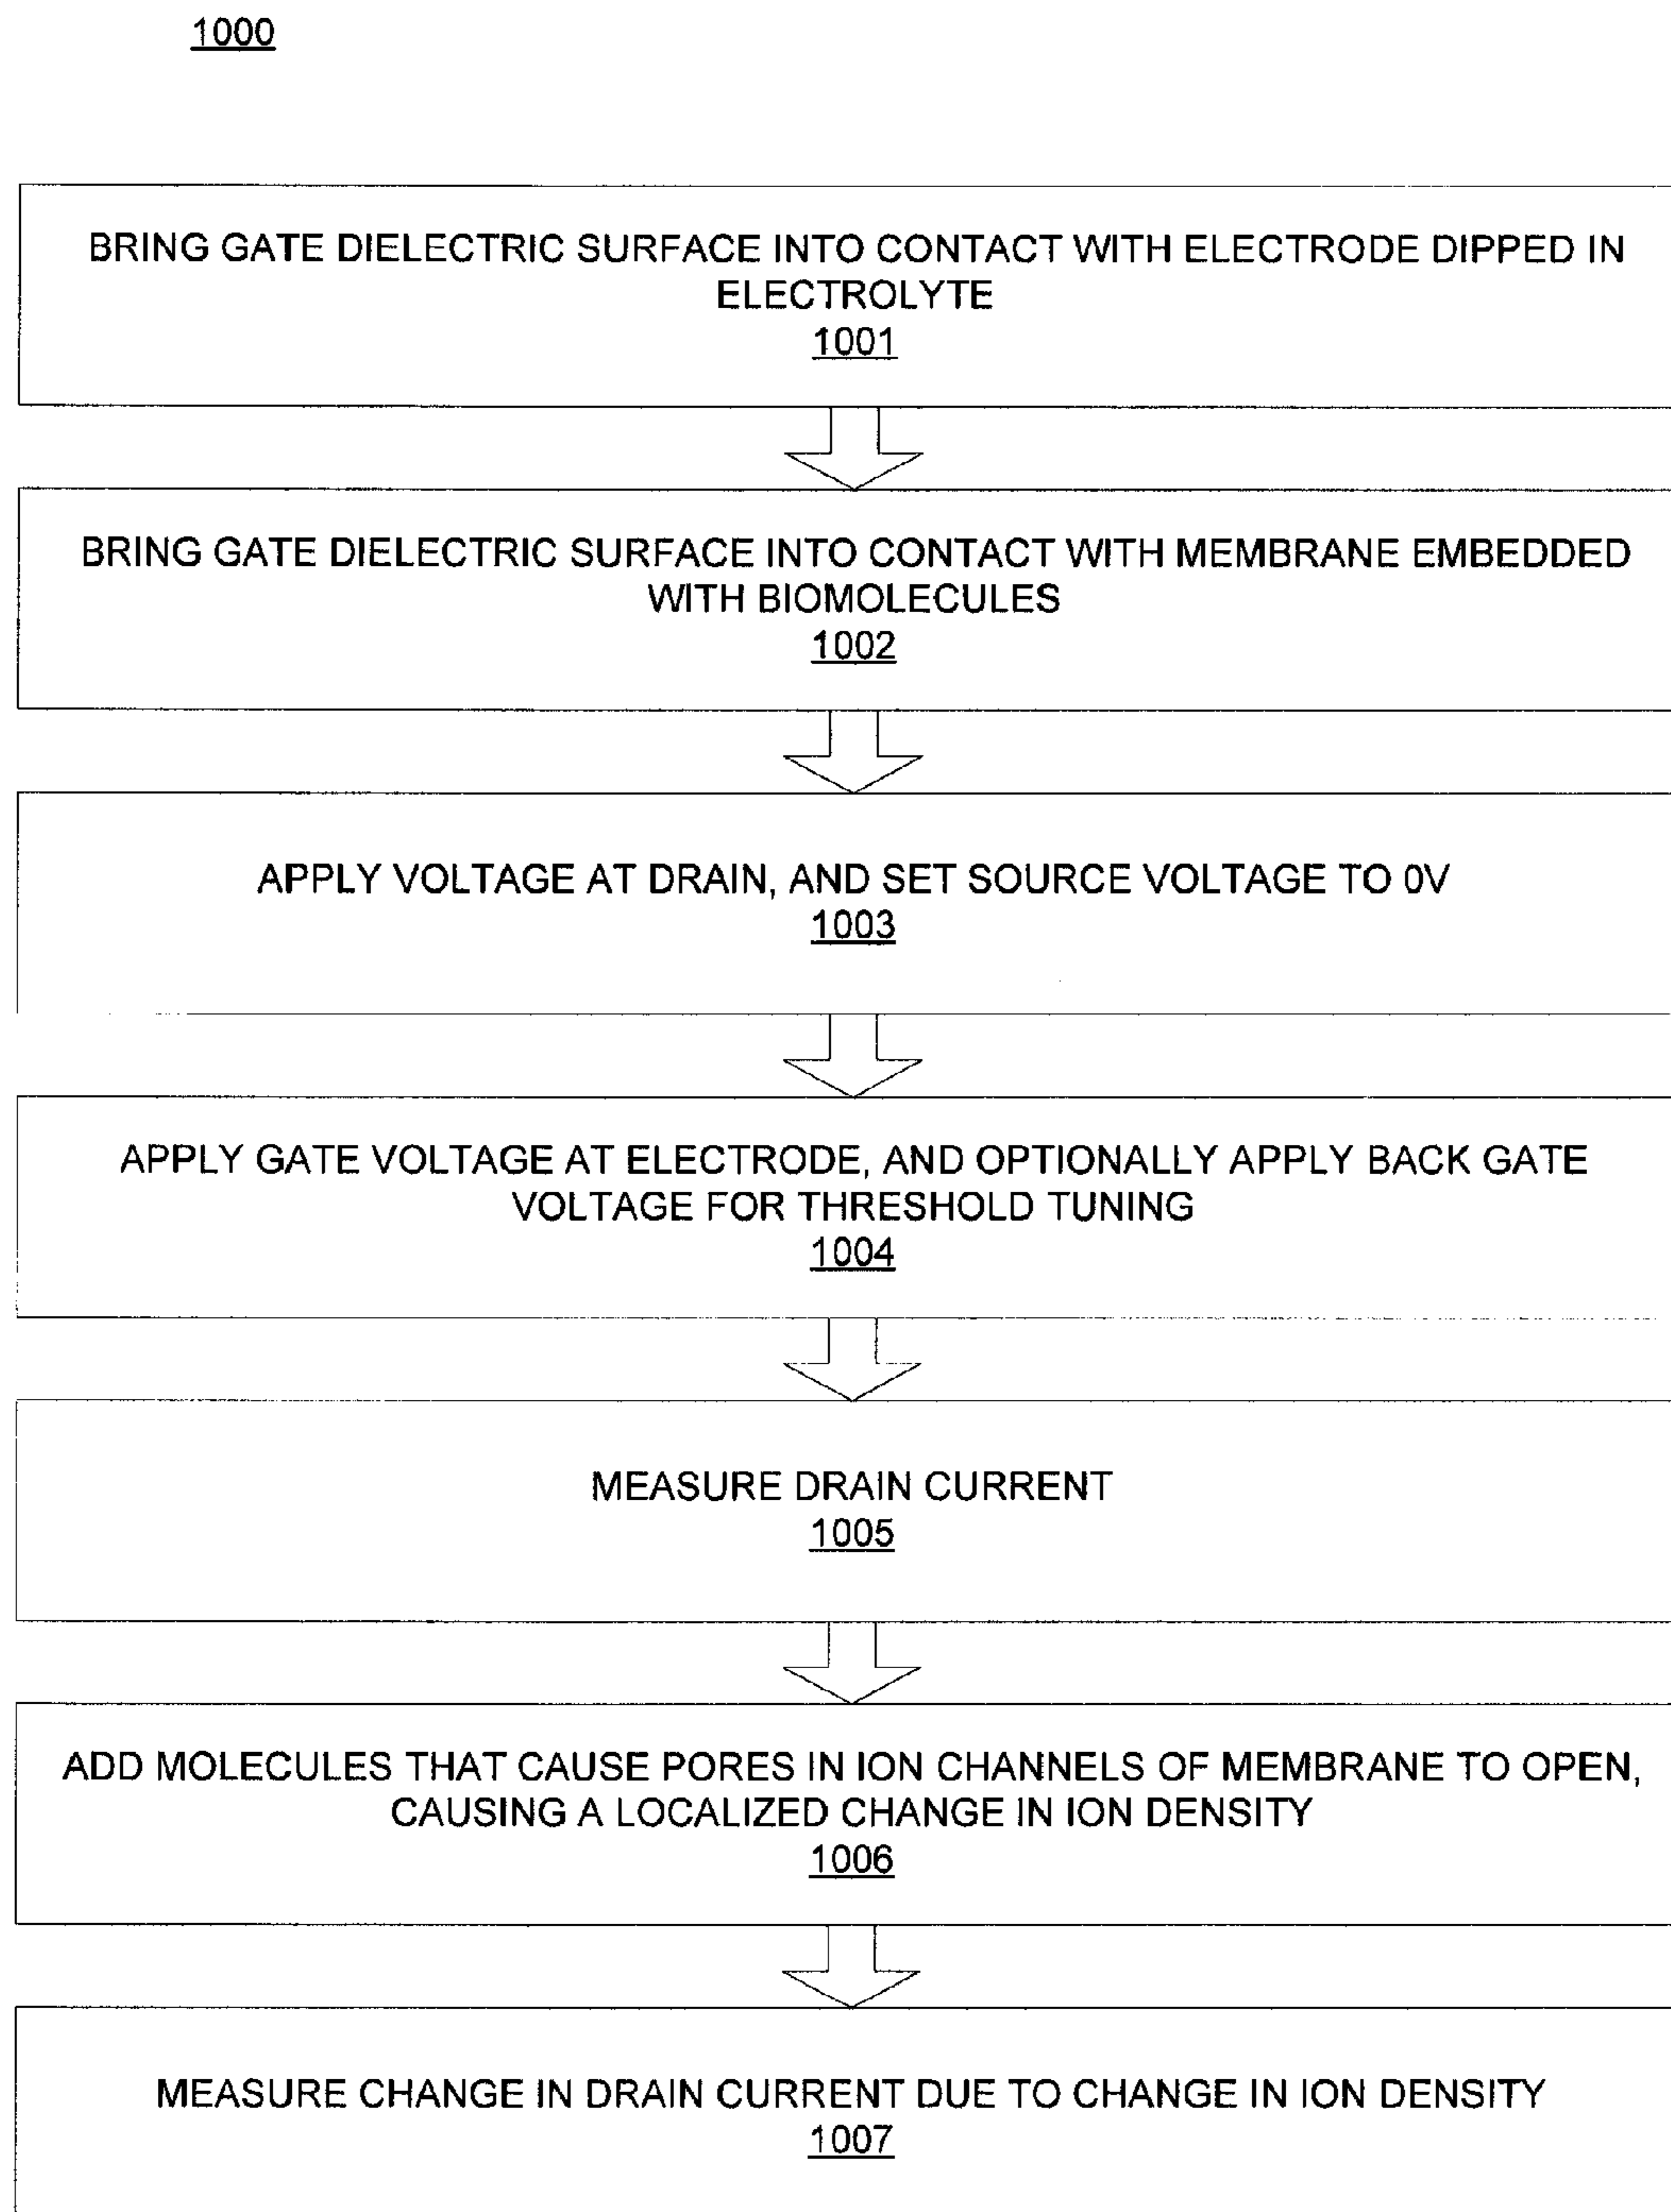 1000
BRING GATE DIELECTRIC SURFACE INTO CONTACT WITH ELECTRODE DIPPED IN
ELECTROLYTE
1001
BRING GATE DIELECTRIC SURFACE INTO CONTACT WITH MEMBRANE EMBEDDED
WITH BIOMOLECULES
1002
APPLY VOLTAGE AT DRAIN, AND SET SOURCE VOLTAGE TO 0V
1003
APPLY GATE VOLTAGE AT ELECTRODE, AND OPTIONALLY APPLY BACK GATE
VOLTAGE FOR THRESHOLD TUNING
1004
MEASURE DRAIN CURRENT
1005
ADD MOLECULES THAT CAUSE PORES IN ION CHANNELS OF MEMBRANE TO OPEN,
CAUSING A LOCALIZED CHANGE IN ION DENSITY
1006
MEASURE CHANGE IN DRAIN CURRENT DUE TO CHANGE IN ION DENSITY
1007